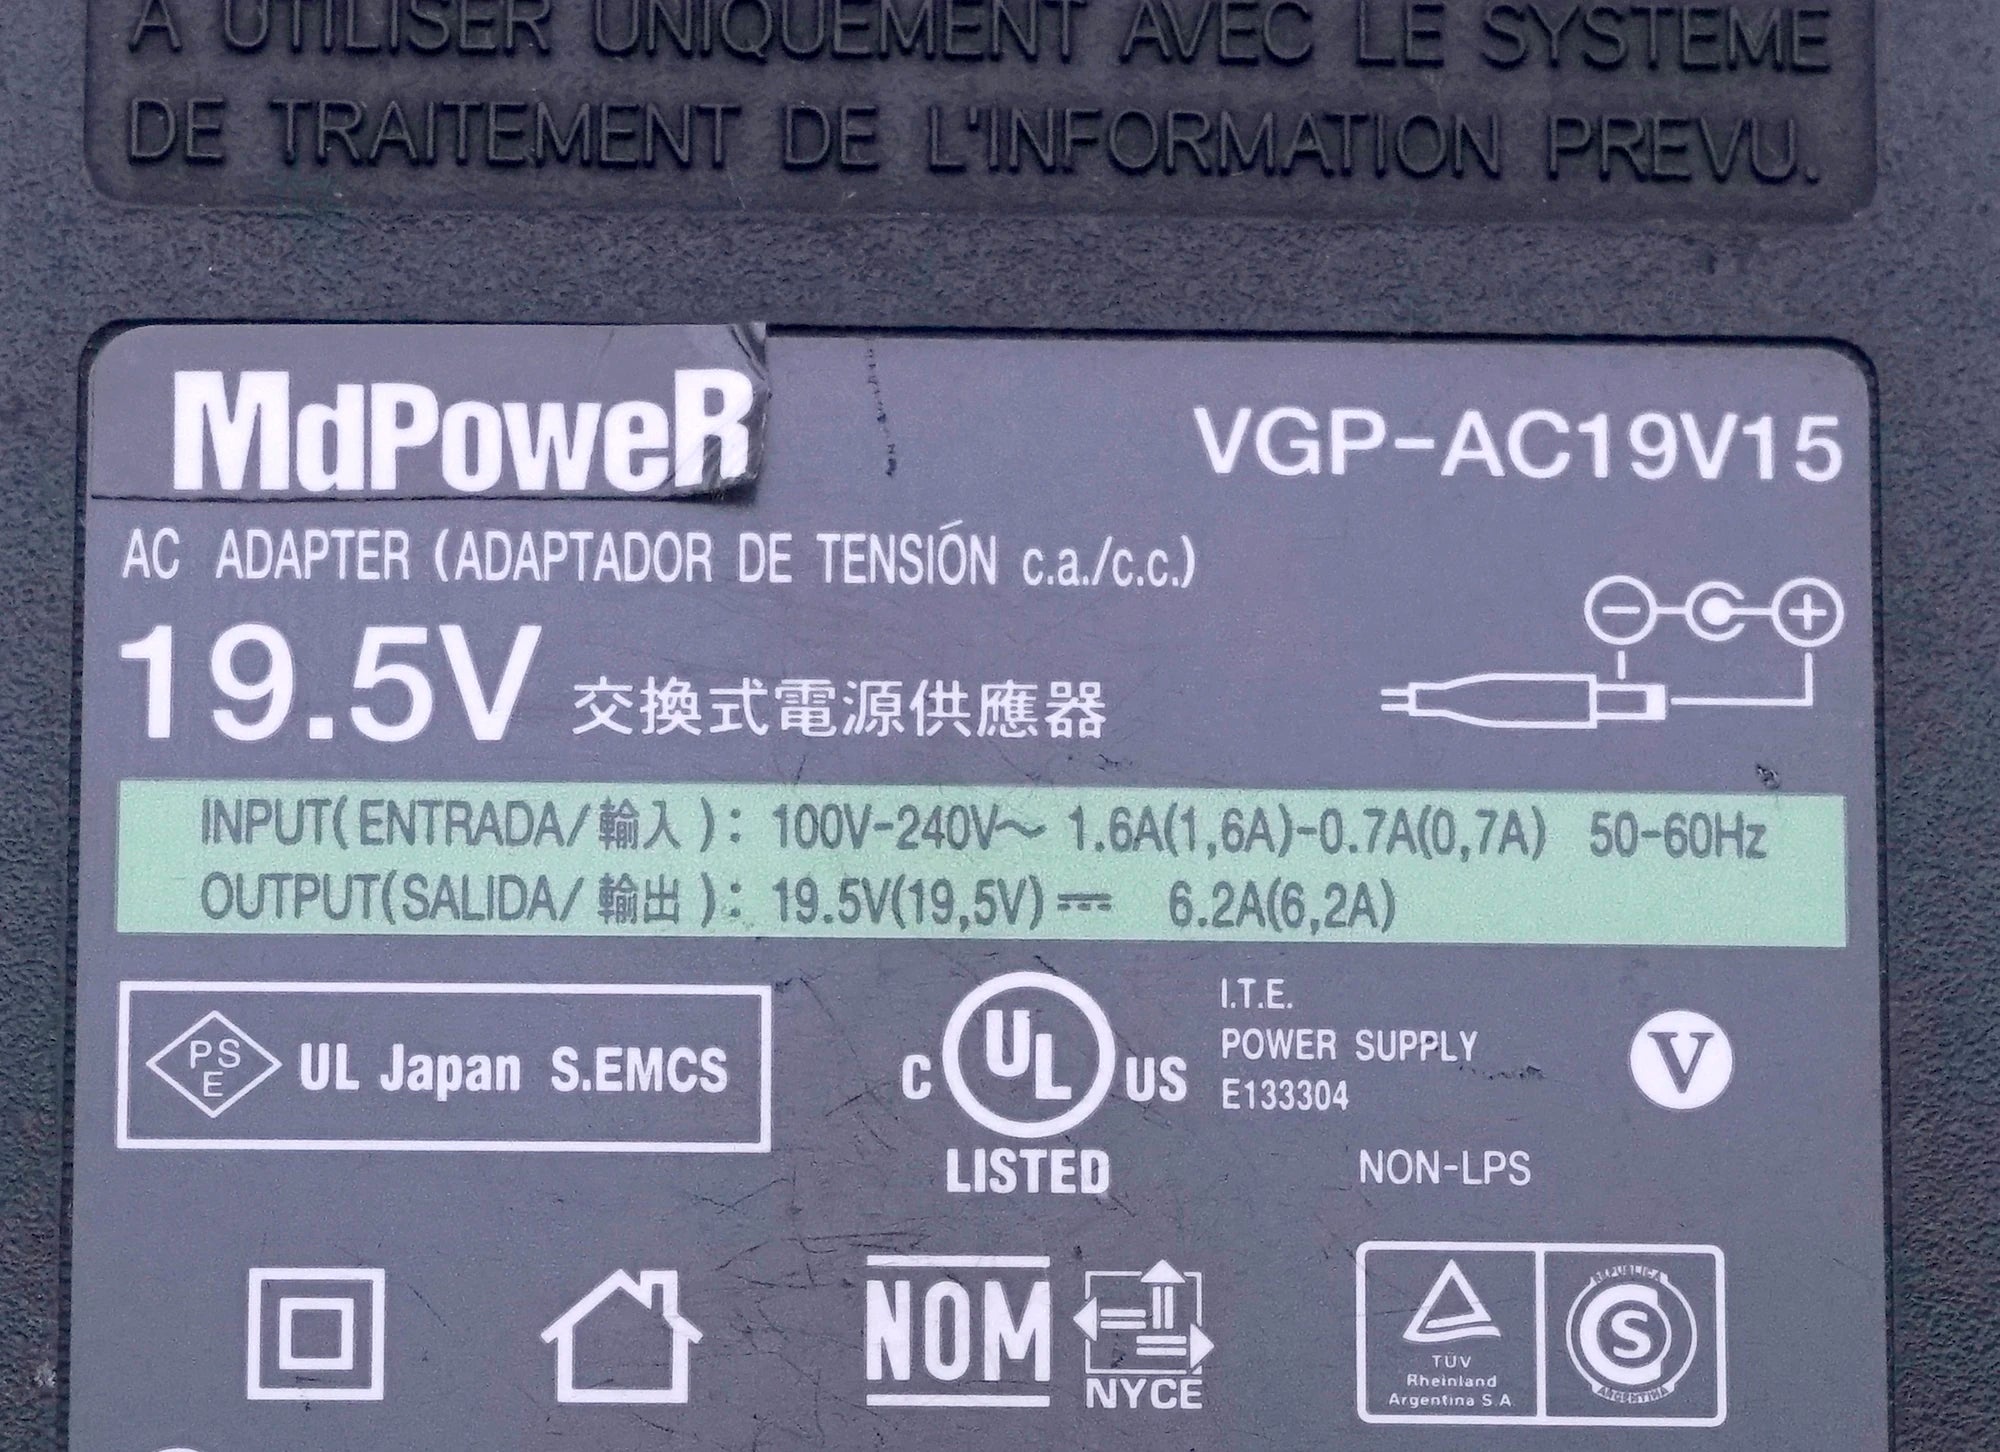 A UTILISER UNIQUEMENT AVEC LE SYSTEME
DE TRAITEMENT DE L'INFORMATION PREVU.
MdPoweR
VGP-AC19V15
AC ADAPTER (ADAPTADOR DE TENSIÓN c.a./c.c.)
19.5V 交換式電源供應器
INPUT(ENTRADA/輸入): 100V-240V~ 1.6A(1,6A)-0.7A(0,7A) 50-60Hz
OUTPUT(SALIDA/輸出): 19.5V(19,5V)⎓ 6.2A(6,2A)
PSE UL Japan S.EMCS
C UL US
LISTED
I.T.E.
POWER SUPPLY
E133304
V
NON-LPS
NOM
NYCE
TÜV
Rheinland
Argentina S.A.
REPUBLICA
S
ARGENTINA